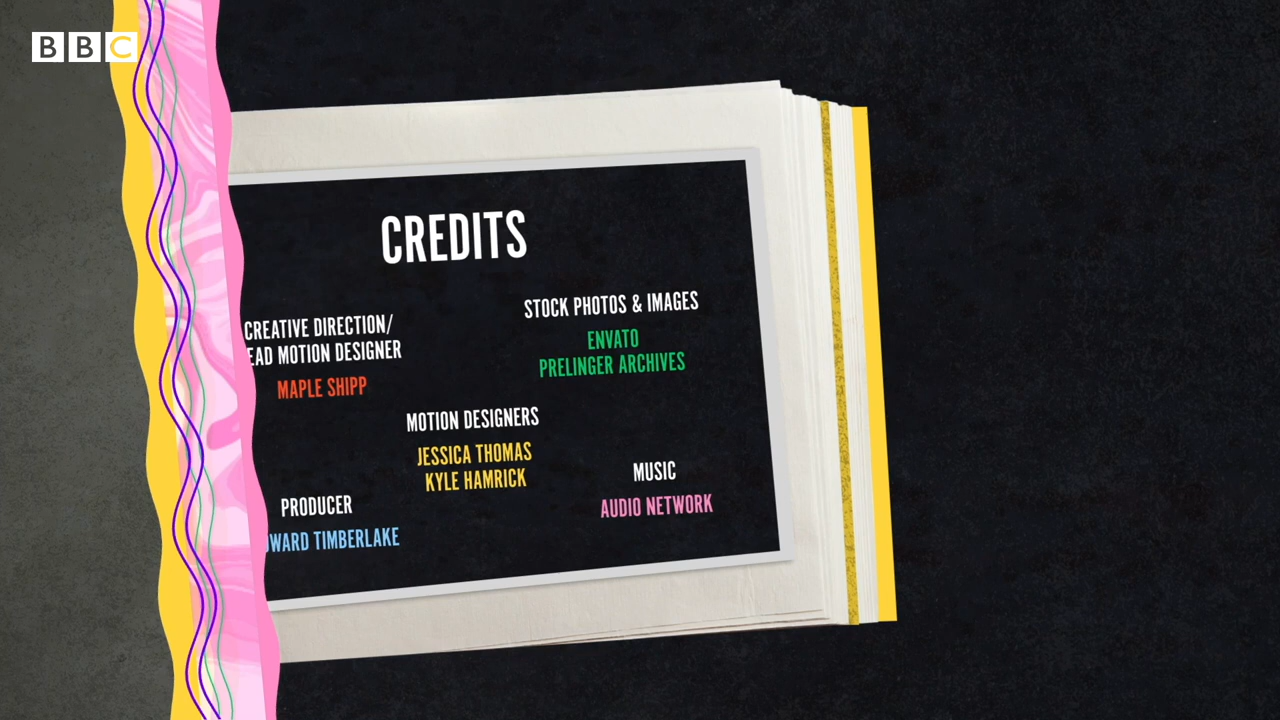 BBC
CREDITS
CREATIVE DIRECTION/
EAD MOTION DESIGNER
MAPLE SHIPP
STOCK PHOTOS & IMAGES
ENVATO
PRELINGER ARCHIVES
MOTION DESIGNERS
JESSICA THOMAS
KYLE HAMRICK
PRODUCER
WARD TIMBERLAKE
MUSIC
AUDIO NETWORK